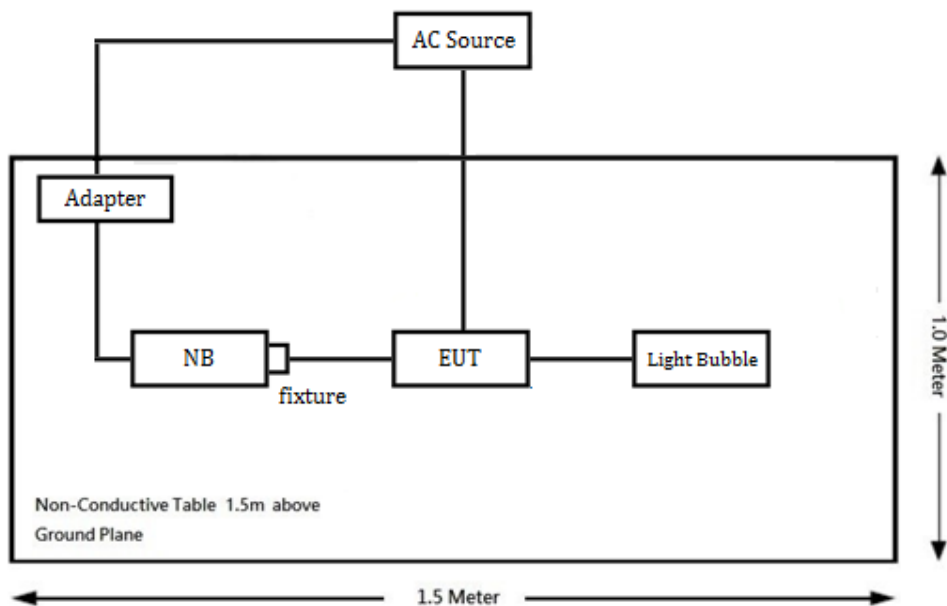 AC Source
Adapter
NB
fixture
EUT
Light Bubble
Non-Conductive Table 1.5m above
Ground Plane
1.0 Meter
1.5 Meter